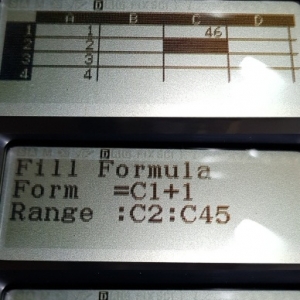 A B C D
1 1 46
2 2
3 3
4 4
Fill Formula
Form =C1+1
Range :C2:C45